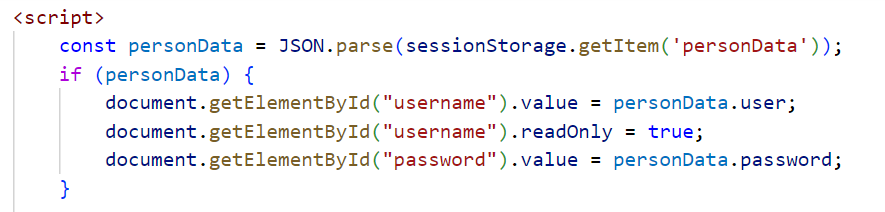 <script>
const personData = JSON.parse(sessionStorage.getItem('personData'));
if (personData) {
document.getElementById("username").value = personData.user;
document.getElementById("username").readOnly = true;
document.getElementById("password").value = personData.password;
}